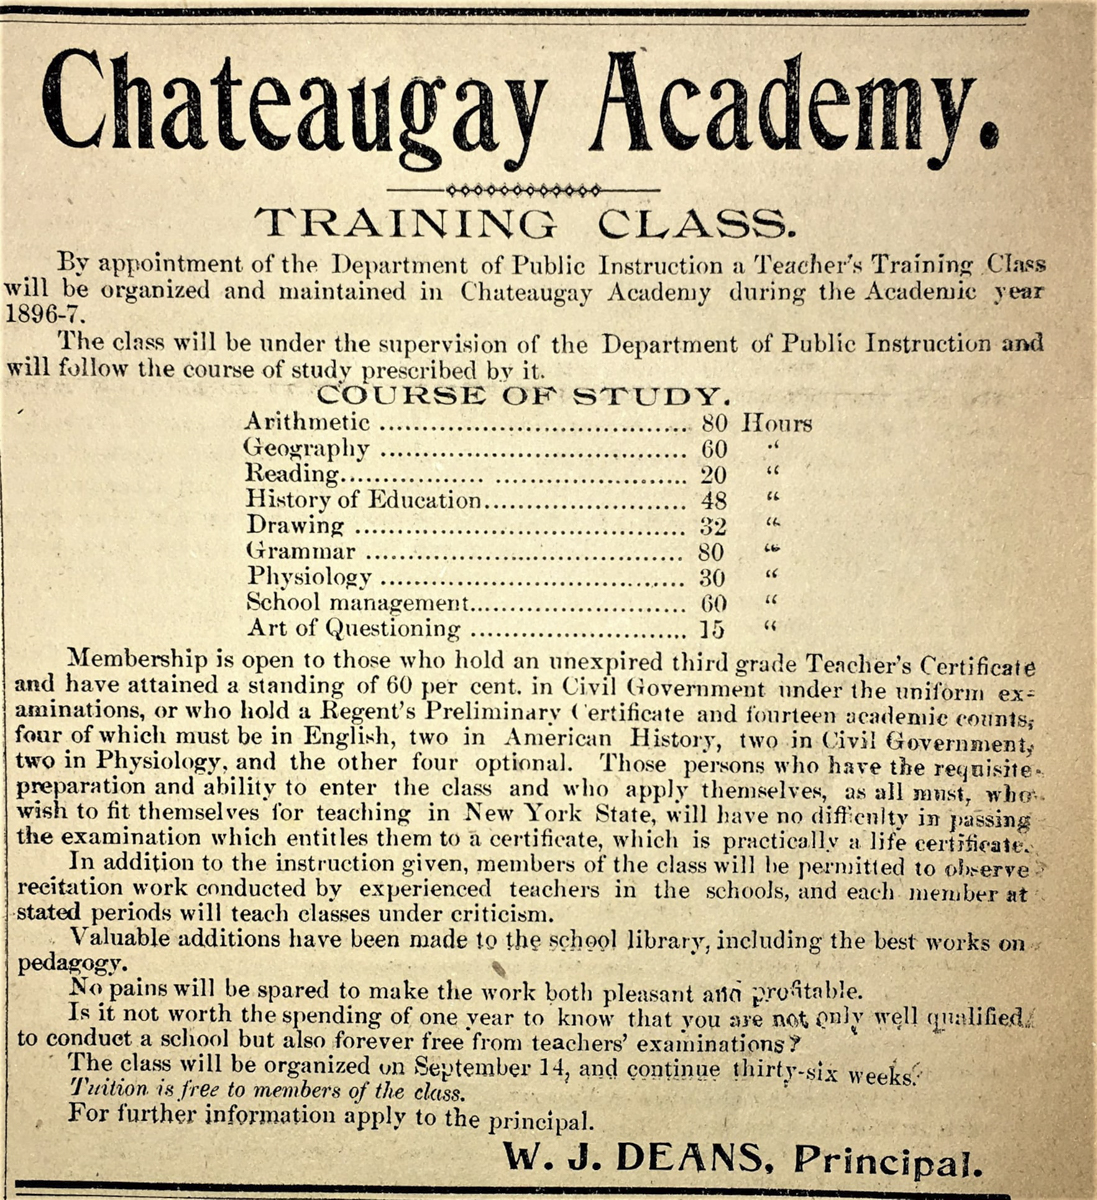 Chateaugay Academy.
TRAINING CLASS.
By appointment of the Department of Public Instruction a Teacher's Training Class
will be organized and maintained in Chateaugay Academy during the Academic year
1896-7.
The class will be under the supervision of the Department of Public Instruction and
will follow the course of study prescribed by it.
COURSE OF STUDY.
Arithmetic ................................... 80 Hours
Geography ................................... 60 “
Reading................ ...................... 20 “
History of Education....................... 48 “
Drawing ..................................... 32 “
Grammar .................................... 80 “
Physiology ................................... 30 “
School management......................... 60 “
Art of Questioning ......................... 15 “
Membership is open to those who hold an unexpired third grade Teacher's Certificate
and have attained a standing of 60 per cent. in Civil Government under the uniform ex-
aminations, or who hold a Regent's Preliminary Certificate and fourteen academic counts,
four of which must be in English, two in American History, two in Civil Government,
two in Physiology, and the other four optional. Those persons who have the requisite
preparation and ability to enter the class and who apply themselves, as all must, who
wish to fit themselves for teaching in New York State, will have no difficulty in passing
the examination which entitles them to a certificate, which is practically a life certificate.
In addition to the instruction given, members of the class will be permitted to observe
recitation work conducted by experienced teachers in the schools, and each member at
stated periods will teach classes under criticism.
Valuable additions have been made to the school library, including the best works on
pedagogy.
No pains will be spared to make the work both pleasant and profitable.
Is it not worth the spending of one year to know that you are not only well qualified
to conduct a school but also forever free from teachers' examinations?
The class will be organized on September 14, and continue thirty-six weeks.
Tuition is free to members of the class.
For further information apply to the principal.
W. J. DEANS, Principal.